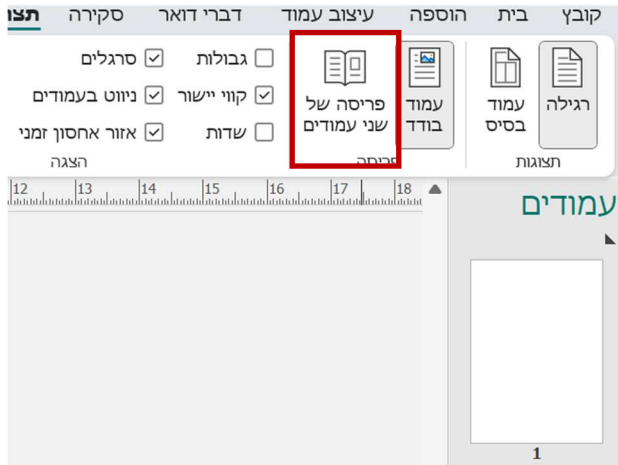 קובץ בית הוספה עיצוב עמוד דברי דואר סקירה תצו
רגילה
עמוד
בסיס
תצוגות
עמוד
בודד
פריסה של
שני עמודים
פריסה
גבולות
קווי יישור
שדות
סרגלים
ניווט בעמודים
אזור אחסון זמני
הצגה
12 13 14 15 16 17 18
עמודים
1